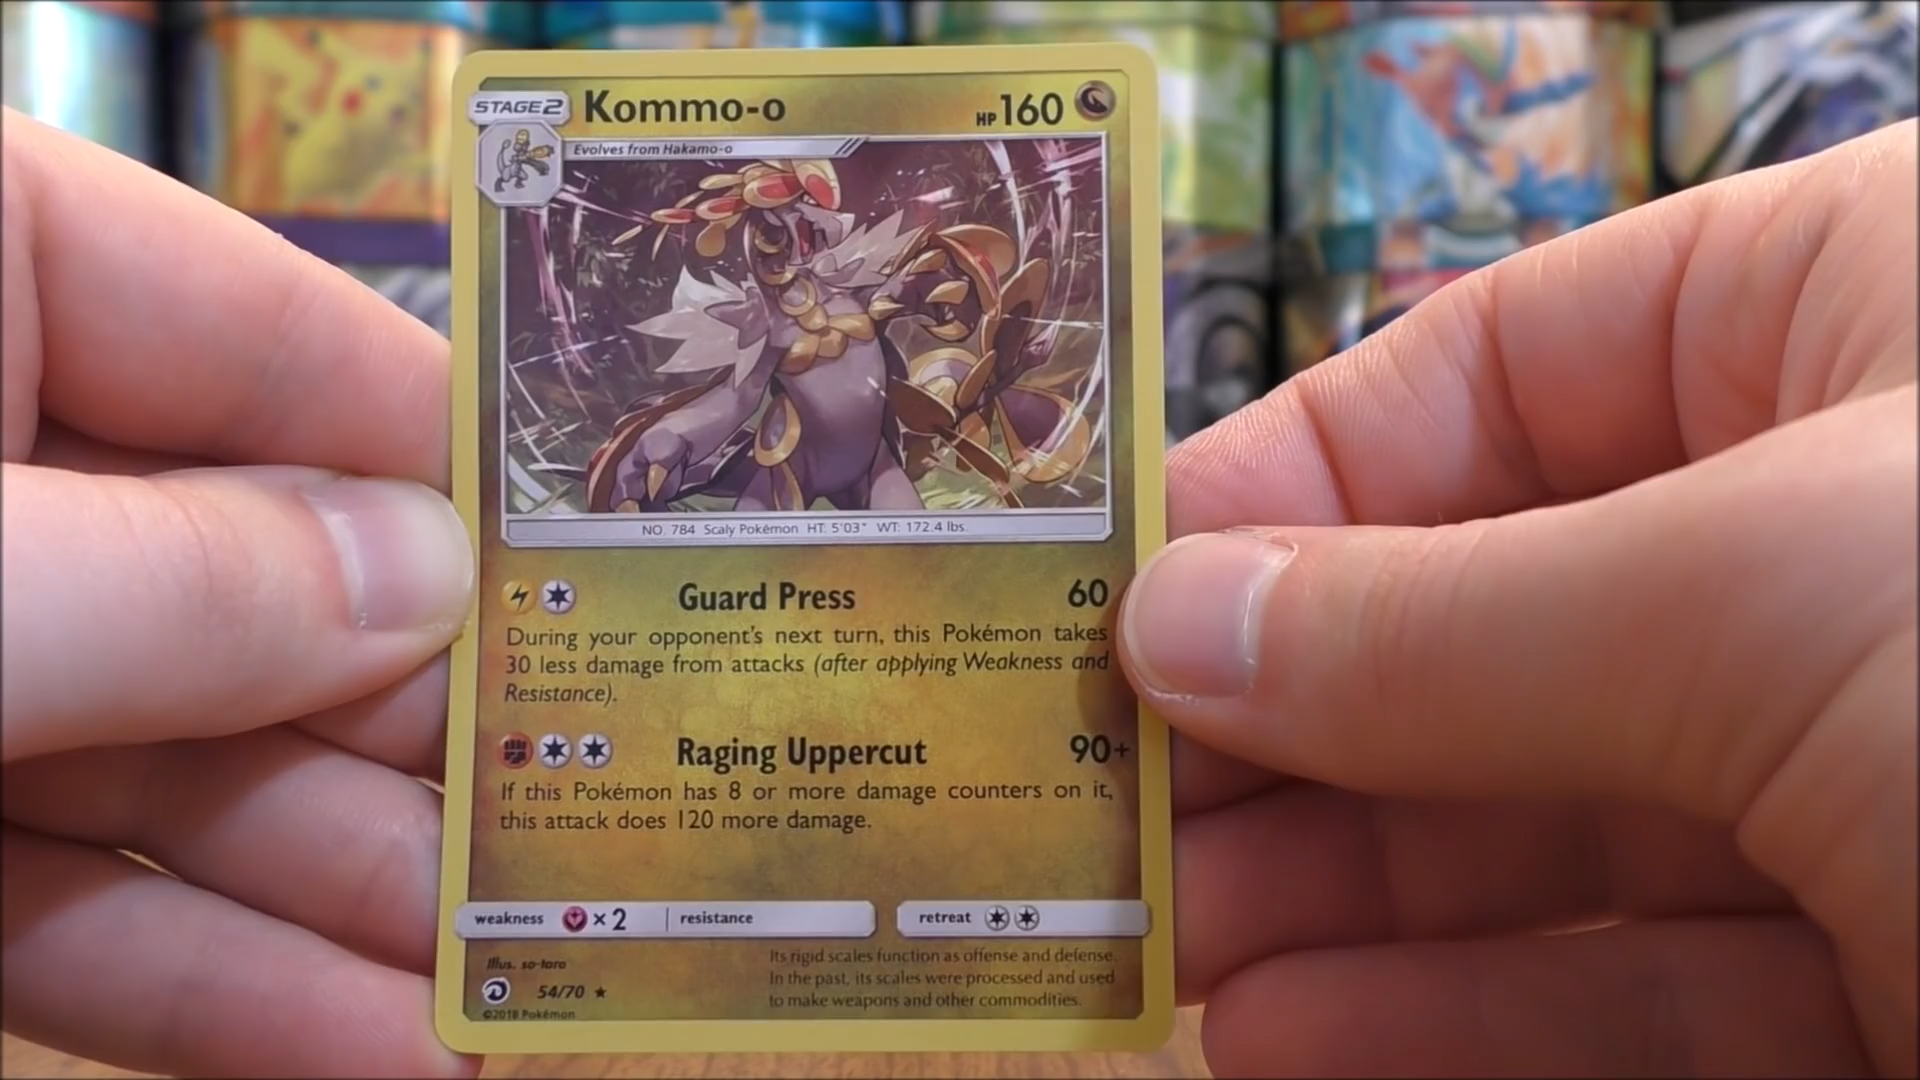 STAGE2 Kommo-o HP160
Evolves from Hakamo-o
NO. 784 Scaly Pokémon HT: 5'03" WT: 172.4 lbs.
Guard Press 60
During your opponent's next turn, this Pokémon takes
30 less damage from attacks (after applying Weakness and
Resistance).
Raging Uppercut 90+
If this Pokémon has 8 or more damage counters on it,
this attack does 120 more damage.
weakness ×2 resistance retreat
Illus. so-taro
54/70 ★
©2018 Pokémon
Its rigid scales function as offense and defense.
In the past, its scales were processed and used
to make weapons and other commodities.